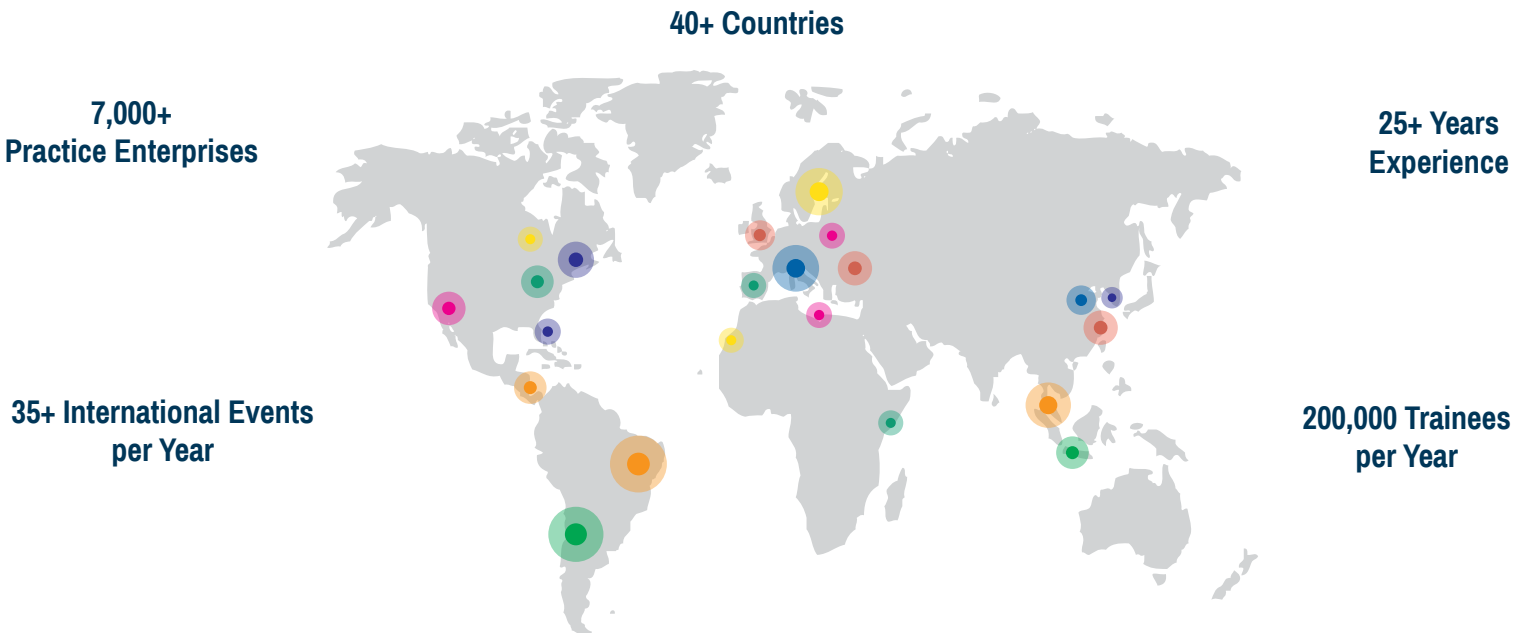 40+ Countries
7,000+
Practice Enterprises
25+ Years
Experience
35+ International Events
per Year
200,000 Trainees
per Year